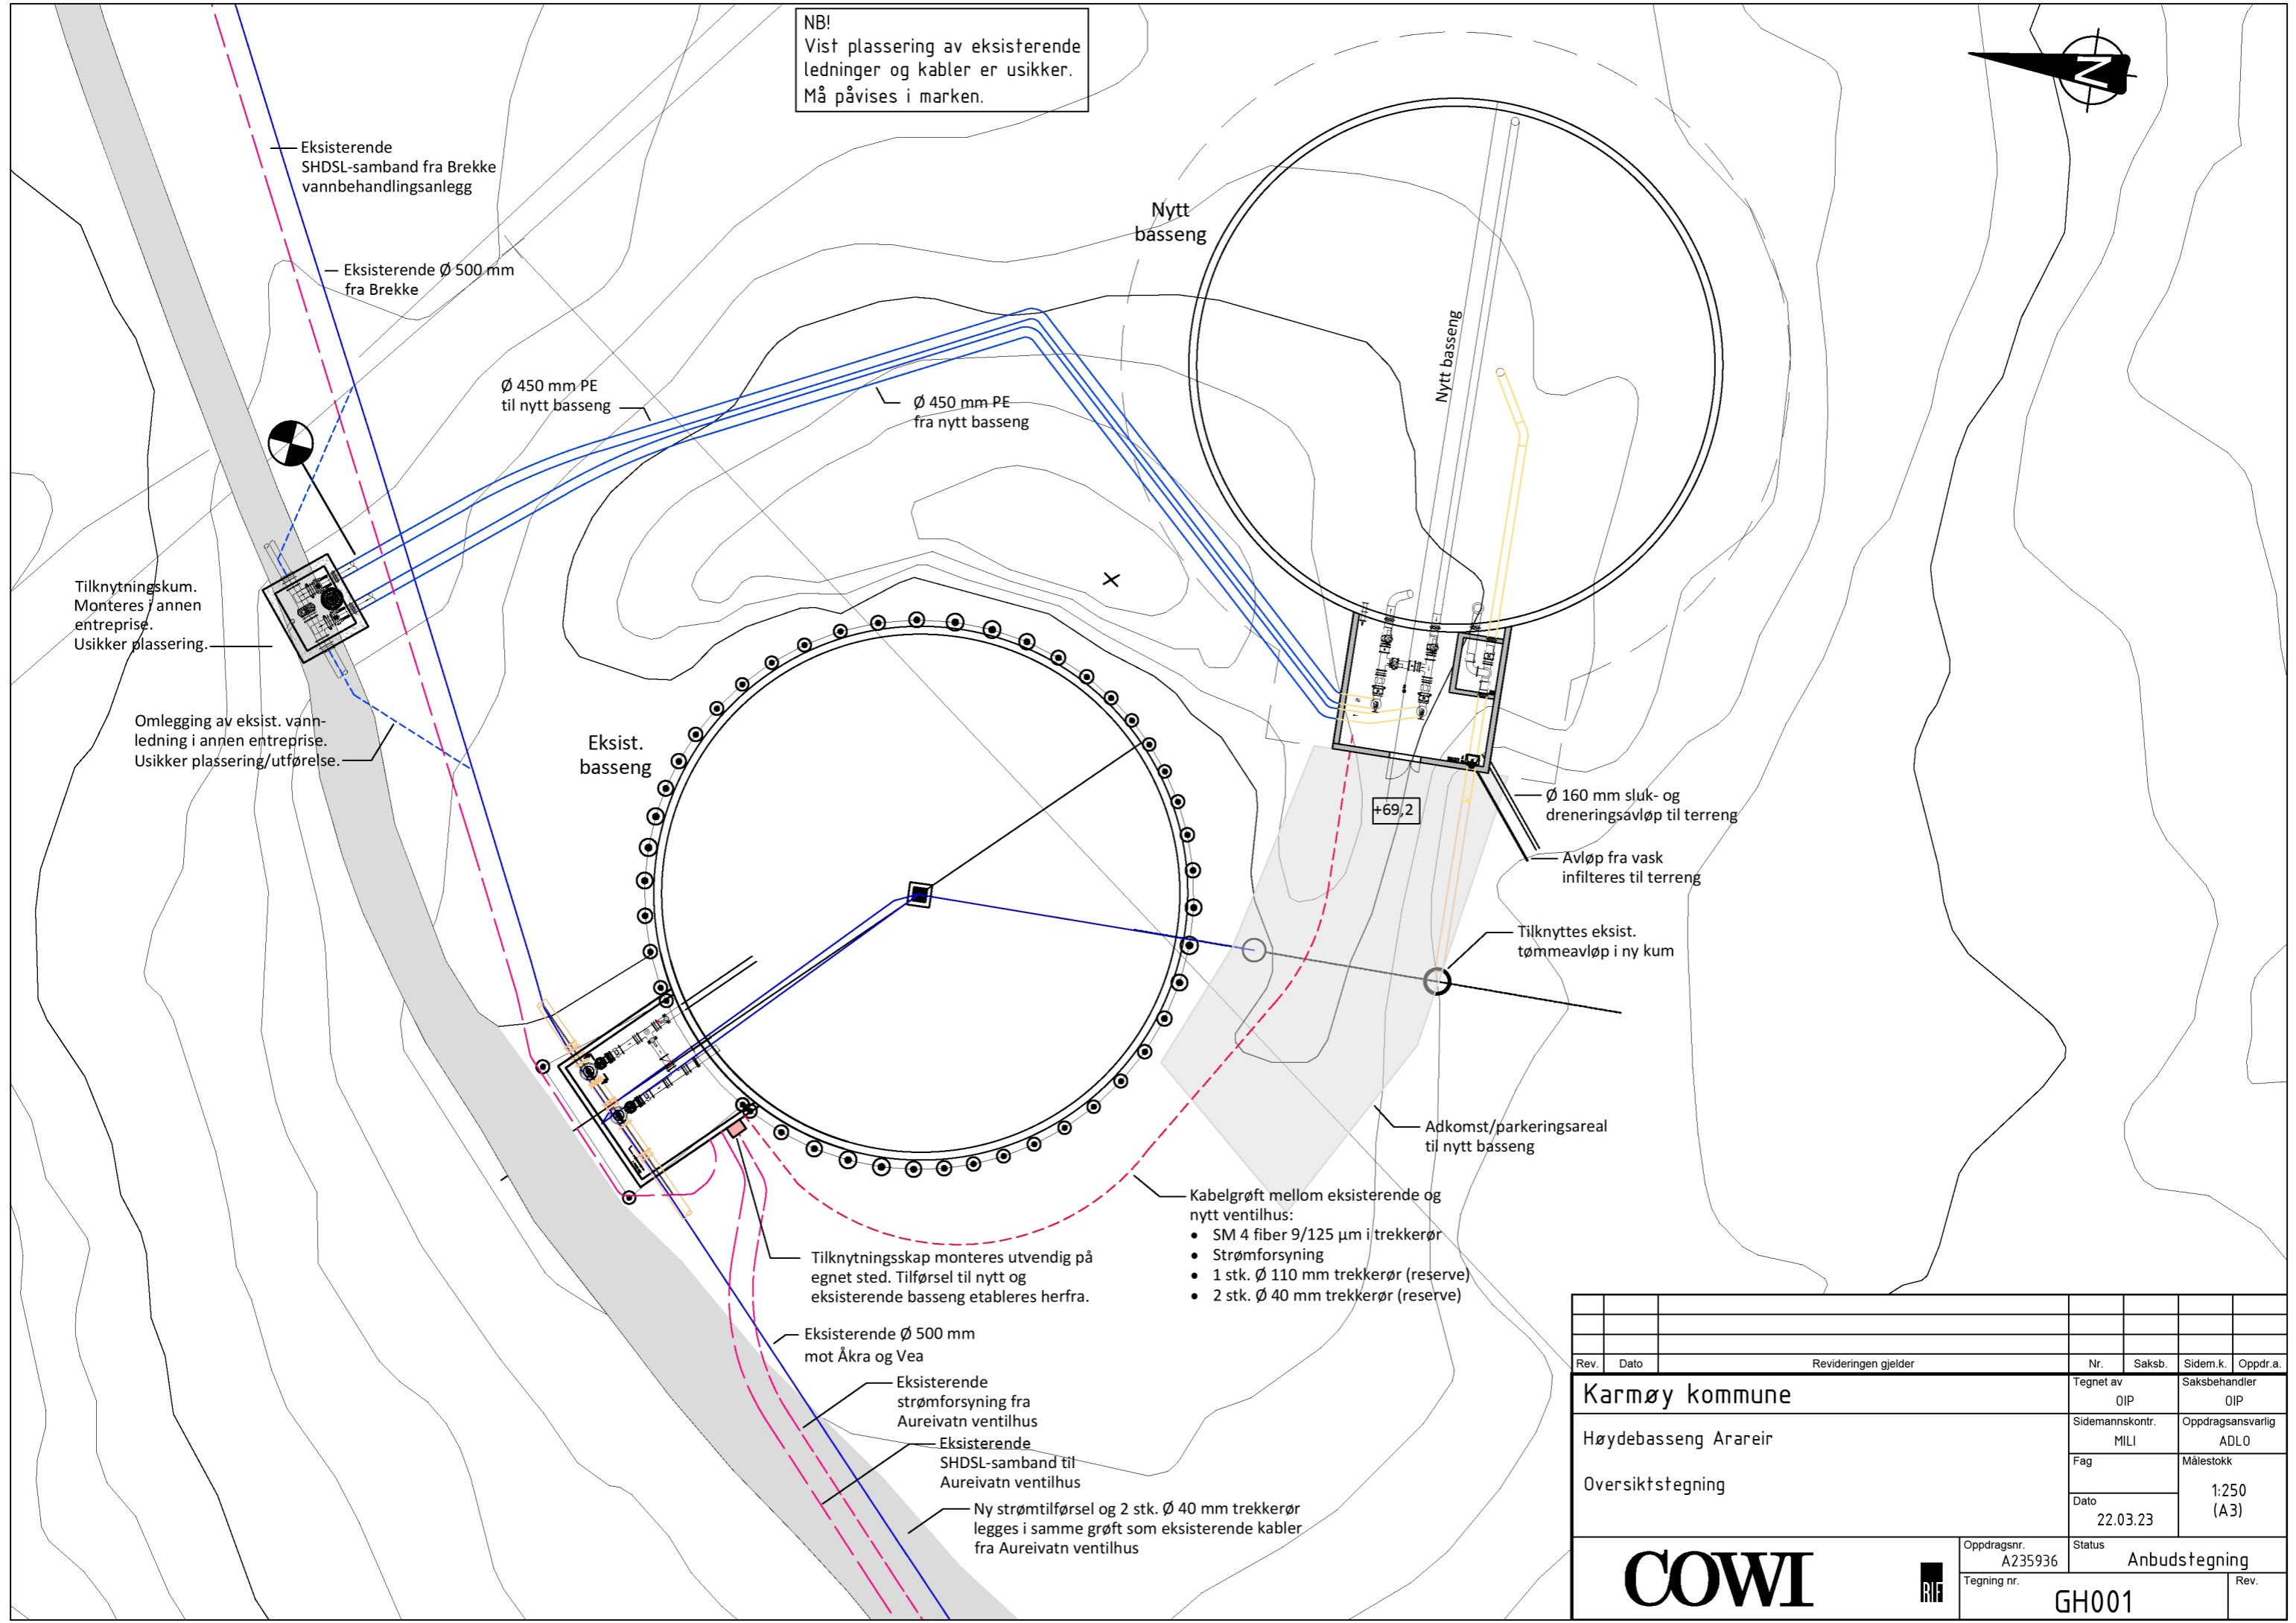 NB!
Vist plassering av eksisterende
ledninger og kabler er usikker.
Må påvises i marken.
N
Eksisterende
SHDSL-samband fra Brekke
vannbehandlingsanlegg
Eksisterende Ø 500 mm
fra Brekke
Nytt
basseng
Nytt basseng
Ø 450 mm PE
til nytt basseng
Ø 450 mm PE
fra nytt basseng
Tilknytningskum.
Monteres i annen
entreprise.
Usikker plassering.
Omlegging av eksist. vann-
ledning i annen entreprise.
Usikker plassering/utførelse.
Eksist.
basseng
+69,2
Ø 160 mm sluk- og
dreneringsavløp til terreng
Avløp fra vask
infilteres til terreng
Tilknyttes eksist.
tømmeavløp i ny kum
Adkomst/parkeringsareal
til nytt basseng
Kabelgrøft mellom eksisterende og
nytt ventilhus:
• SM 4 fiber 9/125 µm i trekkerør
• Strømforsyning
• 1 stk. Ø 110 mm trekkerør (reserve)
• 2 stk. Ø 40 mm trekkerør (reserve)
Tilknytningsskap monteres utvendig på
egnet sted. Tilførsel til nytt og
eksisterende basseng etableres herfra.
Eksisterende Ø 500 mm
mot Åkra og Vea
Eksisterende
strømforsyning fra
Aureivatn ventilhus
Eksisterende
SHDSL-samband til
Aureivatn ventilhus
Ny strømtilførsel og 2 stk. Ø 40 mm trekkerør
legges i samme grøft som eksisterende kabler
fra Aureivatn ventilhus
Rev. Dato Revideringen gjelder Nr. Saksb. Sidem.k. Oppdr.a.
Karmøy kommune
Høydebasseng Arareir
Oversiktstegning
Tegnet av
OIP
Saksbehandler
OIP
Sidemannskontr.
MILI
Oppdragsansvarlig
ADLO
Fag
Målestokk
1:250
(A3)
Dato
22.03.23
COWI
RIF
Oppdragsnr.
A235936
Status
Anbudstegning
Tegning nr.
GH001
Rev.